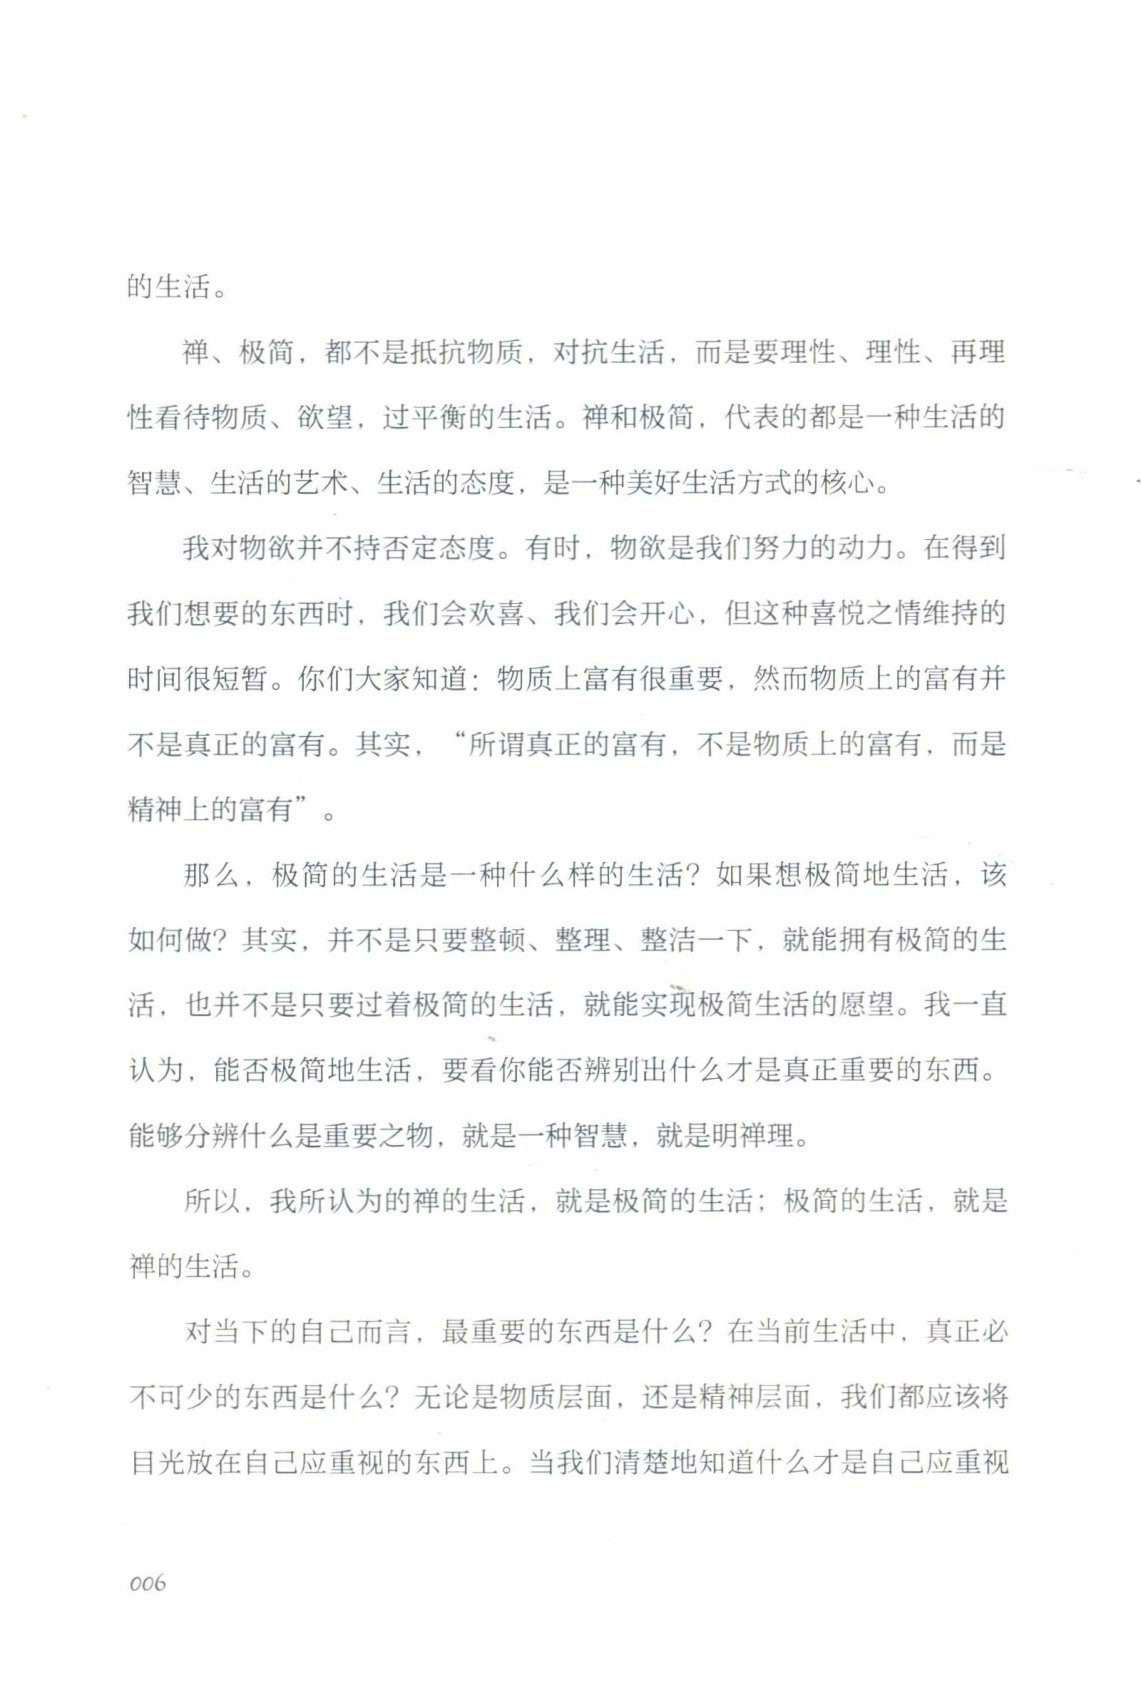 的生活。
禅、极简，都不是抵抗物质，对抗生活，而是要理性、理性、再理
性看待物质、欲望，过平衡的生活。禅和极简，代表的都是一种生活的
智慧、生活的艺术、生活的态度，是一种美好生活方式的核心。
我对物欲并不持否定态度。有时，物欲是我们努力的动力。在得到
我们想要的东西时，我们会欢喜、我们会开心，但这种喜悦之情维持的
时间很短暂。你们大家知道：物质上富有很重要，然而物质上的富有并
不是真正的富有。其实，“所谓真正的富有，不是物质上的富有，而是
精神上的富有”。
那么，极简的生活是一种什么样的生活？如果想极简地生活，该
如何做？其实，并不是只要整顿、整理、整洁一下，就能拥有极简的生
活，也并不是只要过着极简的生活，就能实现极简生活的愿望。我一直
认为，能否极简地生活，要看你能否辨别出什么才是真正重要的东西。
能够分辨什么是重要之物，就是一种智慧，就是明禅理。
所以，我所认为的禅的生活，就是极简的生活；极简的生活，就是
禅的生活。
对当下的自己而言，最重要的东西是什么？在当前生活中，真正必
不可少的东西是什么？无论是物质层面，还是精神层面，我们都应该将
目光放在自己应重视的东西上。当我们清楚地知道什么才是自己应重视
006